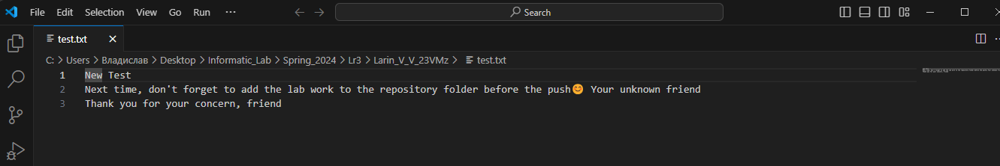 File Edit Selection View Go Run ··· Search
test.txt
C: > Users > Владислав > Desktop > Informatic_Lab > Spring_2024 > Lr3 > Larin_V_V_23VMz > test.txt
1 New Test
2 Next time, don't forget to add the lab work to the repository folder before the push😊 Your unknown friend
3 Thank you for your concern, friend